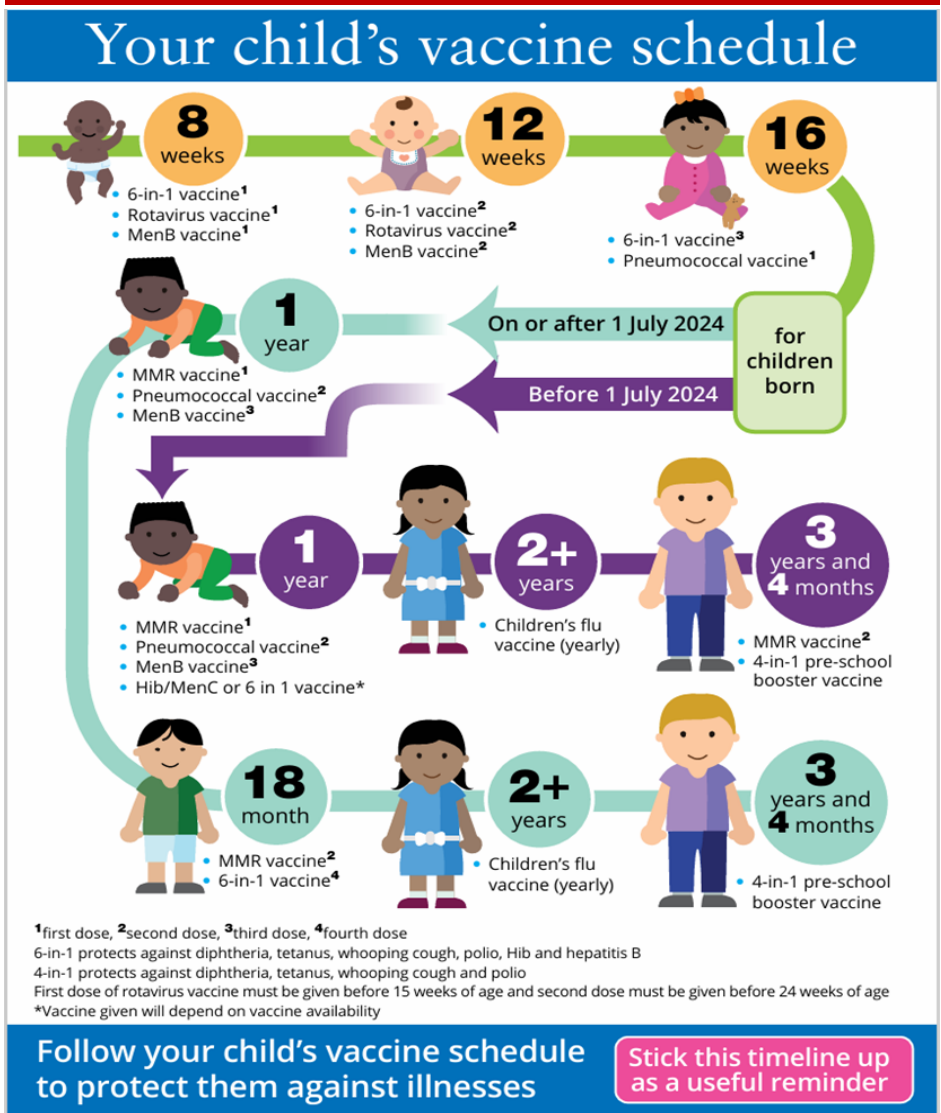 Your child's vaccine schedule
8
weeks
• 6-in-1 vaccine¹
• Rotavirus vaccine¹
• MenB vaccine¹
12
weeks
• 6-in-1 vaccine²
• Rotavirus vaccine²
• MenB vaccine²
16
weeks
• 6-in-1 vaccine³
• Pneumococcal vaccine¹
for
children
born
On or after 1 July 2024
Before 1 July 2024
1
year
• MMR vaccine¹
• Pneumococcal vaccine²
• MenB vaccine³
1
year
• MMR vaccine¹
• Pneumococcal vaccine²
• MenB vaccine³
• Hib/MenC or 6 in 1 vaccine*
2+
years
• Children's flu
vaccine (yearly)
3
years and
4 months
• MMR vaccine²
• 4-in-1 pre-school
booster vaccine
18
month
• MMR vaccine²
• 6-in-1 vaccine⁴
2+
years
• Children's flu
vaccine (yearly)
3
years and
4 months
• 4-in-1 pre-school
booster vaccine
¹first dose, ²second dose, ³third dose, ⁴fourth dose
6-in-1 protects against diphtheria, tetanus, whooping cough, polio, Hib and hepatitis B
4-in-1 protects against diphtheria, tetanus, whooping cough and polio
First dose of rotavirus vaccine must be given before 15 weeks of age and second dose must be given before 24 weeks of age
*Vaccine given will depend on vaccine availability
Follow your child's vaccine schedule
to protect them against illnesses
Stick this timeline up
as a useful reminder